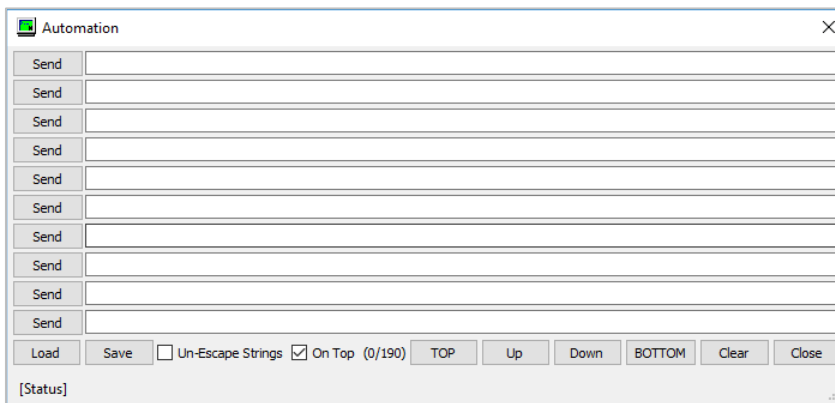 Automation
Send
Send
Send
Send
Send
Send
Send
Send
Send
Send
Load Save Un-Escape Strings On Top (0/190) TOP Up Down BOTTOM Clear Close
[Status]